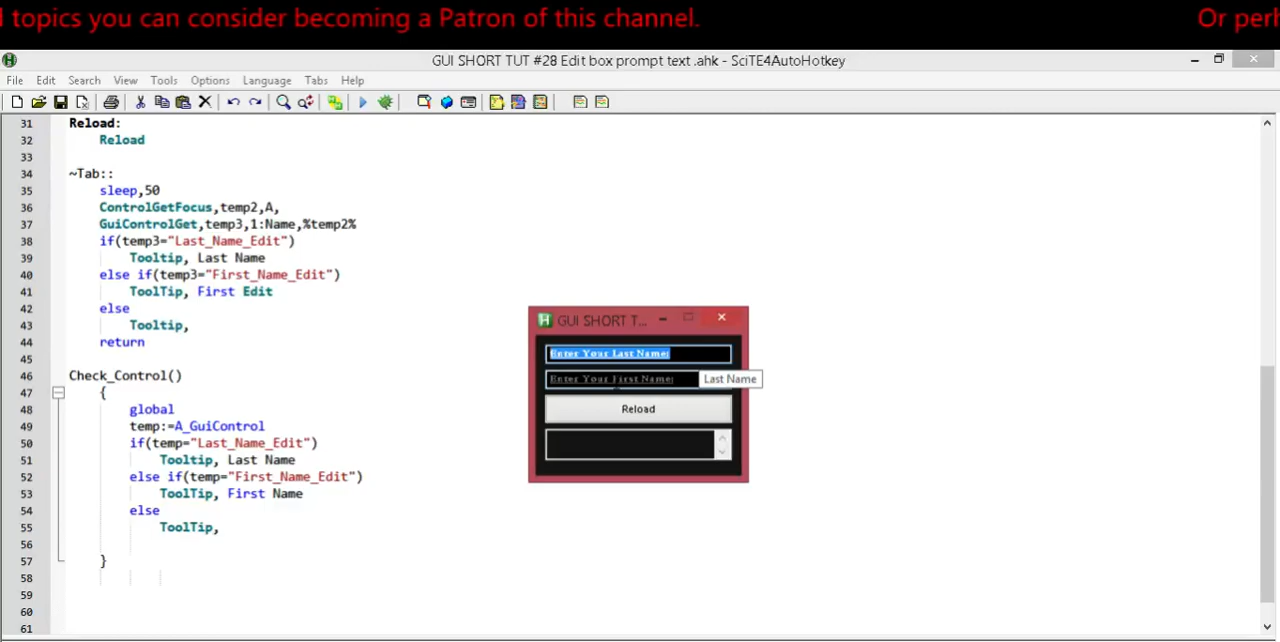 l topics you can consider becoming a Patron of this channel. Or perl
GUI SHORT TUT #28 Edit box prompt text .ahk - SciTE4AutoHotkey
File Edit Search View Tools Options Language Tabs Help
31 Reload:
32 Reload
33
34 ~Tab::
35 sleep,50
36 ControlGetFocus,temp2,A,
37 GuiControlGet,temp3,1:Name,%temp2%
38 if(temp3="Last_Name_Edit")
39 Tooltip, Last Name
40 else if(temp3="First_Name_Edit")
41 ToolTip, First Edit
42 else
43 Tooltip,
44 return
45
46 Check_Control()
47 {
48 global
49 temp:=A_GuiControl
50 if(temp="Last_Name_Edit")
51 Tooltip, Last Name
52 else if(temp="First_Name_Edit")
53 ToolTip, First Name
54 else
55 ToolTip,
56
57 }
58
59
60
61
GUI SHORT T...
Enter Your Last Name:
Enter Your First Name:
Last Name
Reload